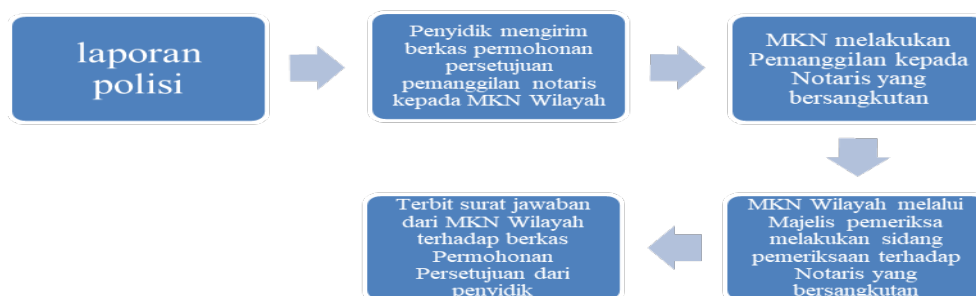 laporan
polisi
Penyidik mengirim
berkas permohonan
persetujuan
pemanggilan notaris
kepada MKN Wilayah
MKN melakukan
Pemanggilan kepada
Notaris yang
bersangkutan
MKN Wilayah melalui
Majelis pemeriksa
melakukan sidang
pemeriksaan terhadap
Notaris yang
bersangkutan
Terbit surat jawaban
dari MKN Wilayah
terhadap berkas
Permohonan
Persetujuan dari
penyidik